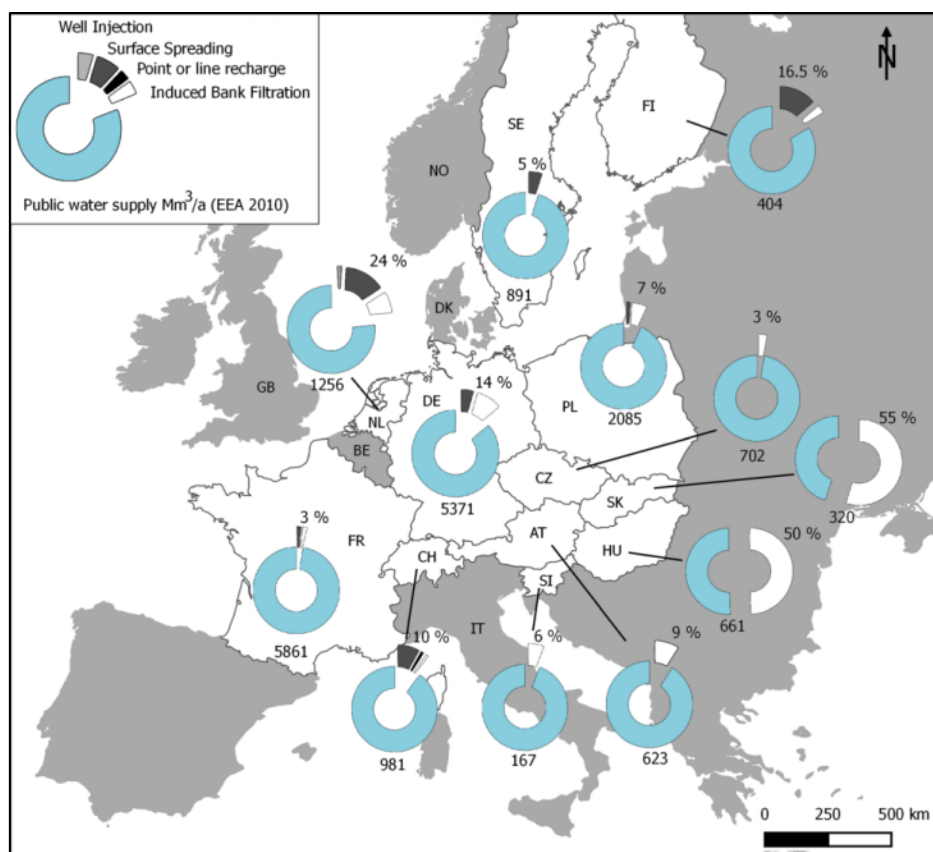 Well Injection
Surface Spreading
Point or line recharge
Induced Bank Filtration
Public water supply Mm³/a (EEA 2010)
N
16.5 %
FI
404
SE
5 %
891
NO
24 %
1256
DK
7 %
2085
3 %
702
GB
NL
DE
14 %
5371
PL
BE
55 %
320
CZ
SK
3 %
FR
5861
CH
AT
HU
50 %
661
SI
IT
10 %
981
6 %
167
9 %
623
0 250 500 km